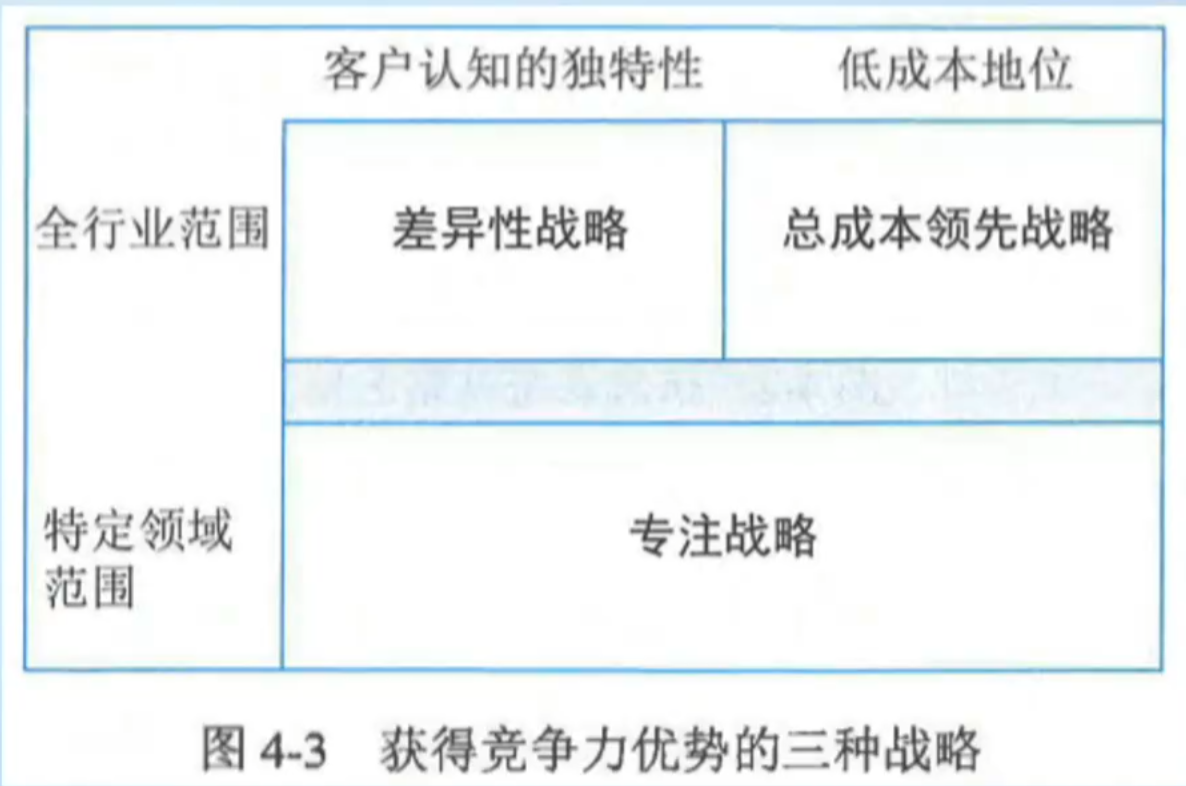 客户认知的独特性 低成本地位
全行业范围 差异性战略 总成本领先战略
特定领域
范围
专注战略
图 4-3 获得竞争力优势的三种战略